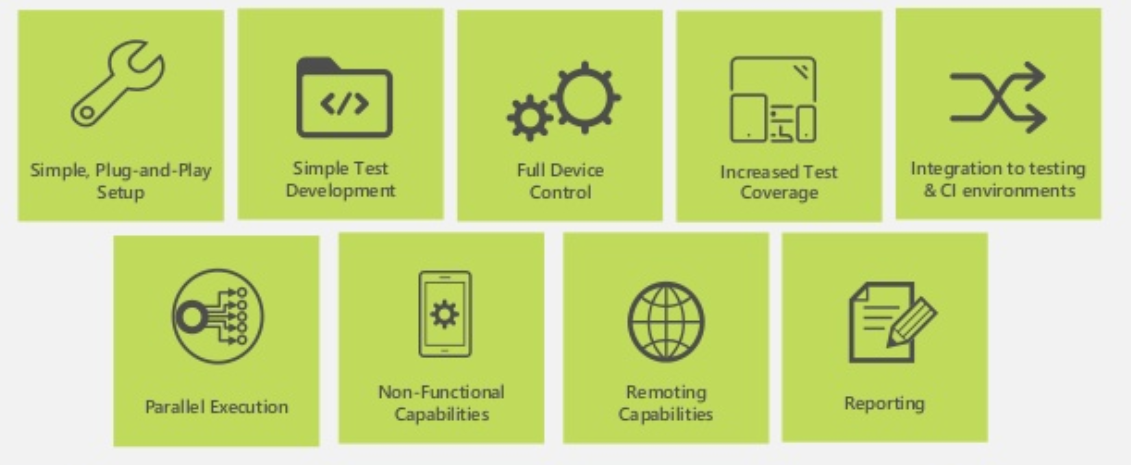 Simple, Plug-and-Play
Setup
Simple Test
Development
Full Device
Control
Increased Test
Coverage
Integration to testing
& CI environments
Parallel Execution
Non-Functional
Capabilities
Remoting
Capabilities
Reporting